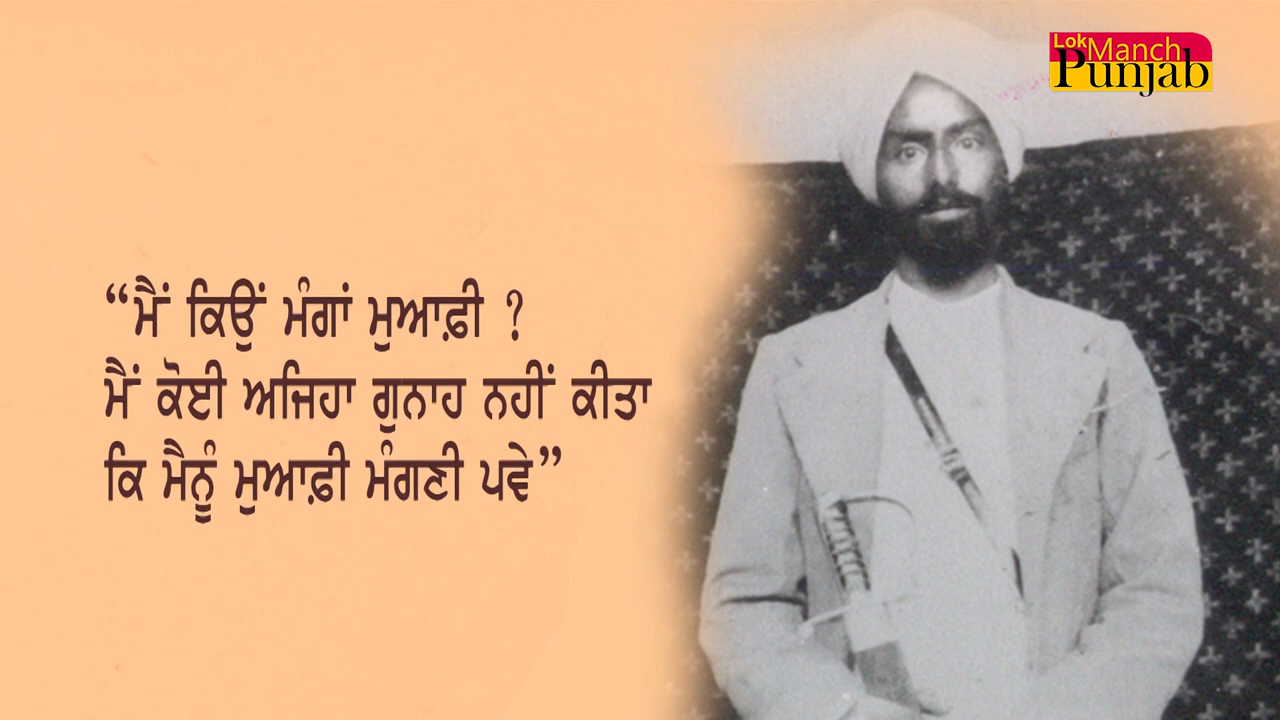 Lok Manch
Punjab
“ਮੈਂ ਕਿਉਂ ਮੰਗਾਂ ਮੁਆਫ਼ੀ ?
ਮੈਂ ਕੋਈ ਅਜਿਹਾ ਗੁਨਾਹ ਨਹੀਂ ਕੀਤਾ
ਕਿ ਮੈਨੂੰ ਮੁਆਫ਼ੀ ਮੰਗਣੀ ਪਵੇ”